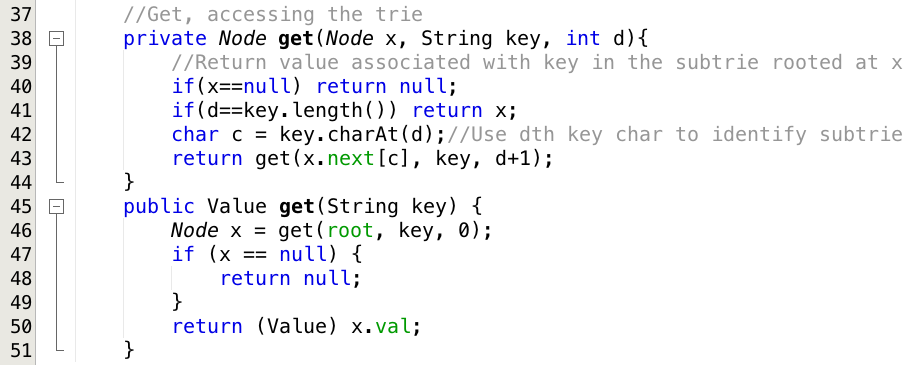 37 //Get, accessing the trie
38 private Node get(Node x, String key, int d){
39 //Return value associated with key in the subtrie rooted at x
40 if(x==null) return null;
41 if(d==key.length()) return x;
42 char c = key.charAt(d);//Use dth key char to identify subtrie
43 return get(x.next[c], key, d+1);
44 }
45 public Value get(String key) {
46 Node x = get(root, key, 0);
47 if (x == null) {
48 return null;
49 }
50 return (Value) x.val;
51 }